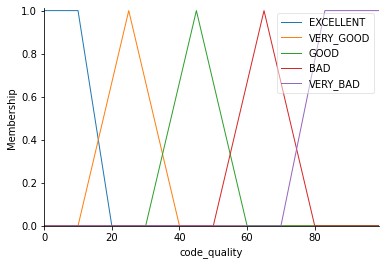 EXCELLENT
VERY_GOOD
GOOD
BAD
VERY_BAD
1.0
0.8
0.6
0.4
0.2
0.0
Membership
0 20 40 60 80
code_quality